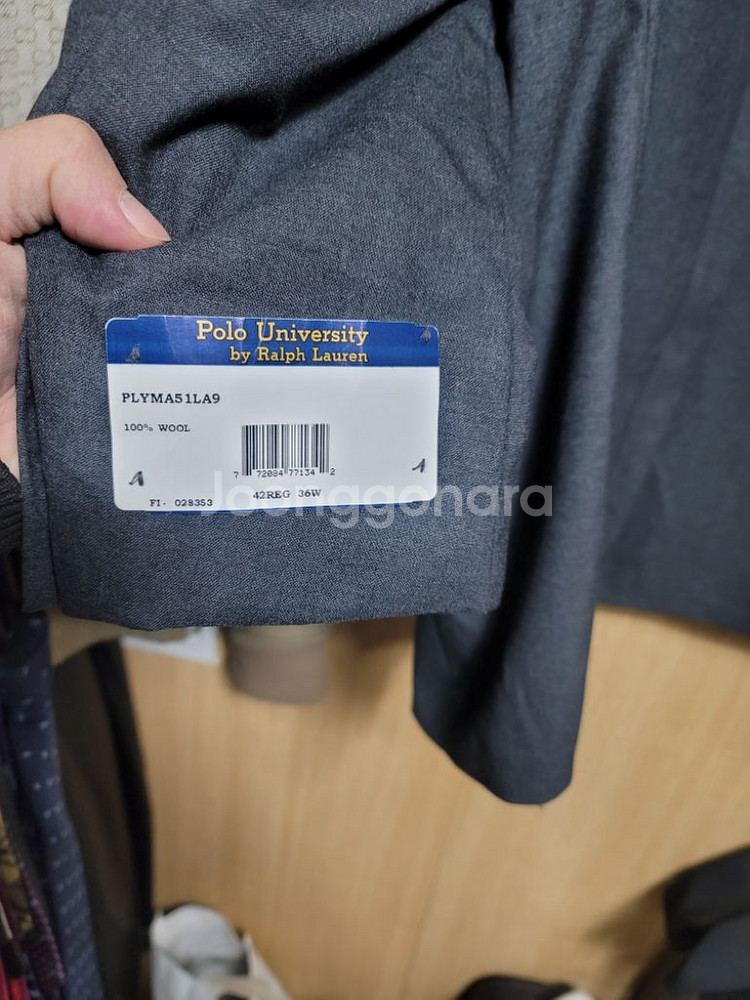 Polo University
by Ralph Lauren
PLYMA51LA9
100% WOOL
7 72084 77134 2
FI- 028353
42REG 36W
Joonggonara